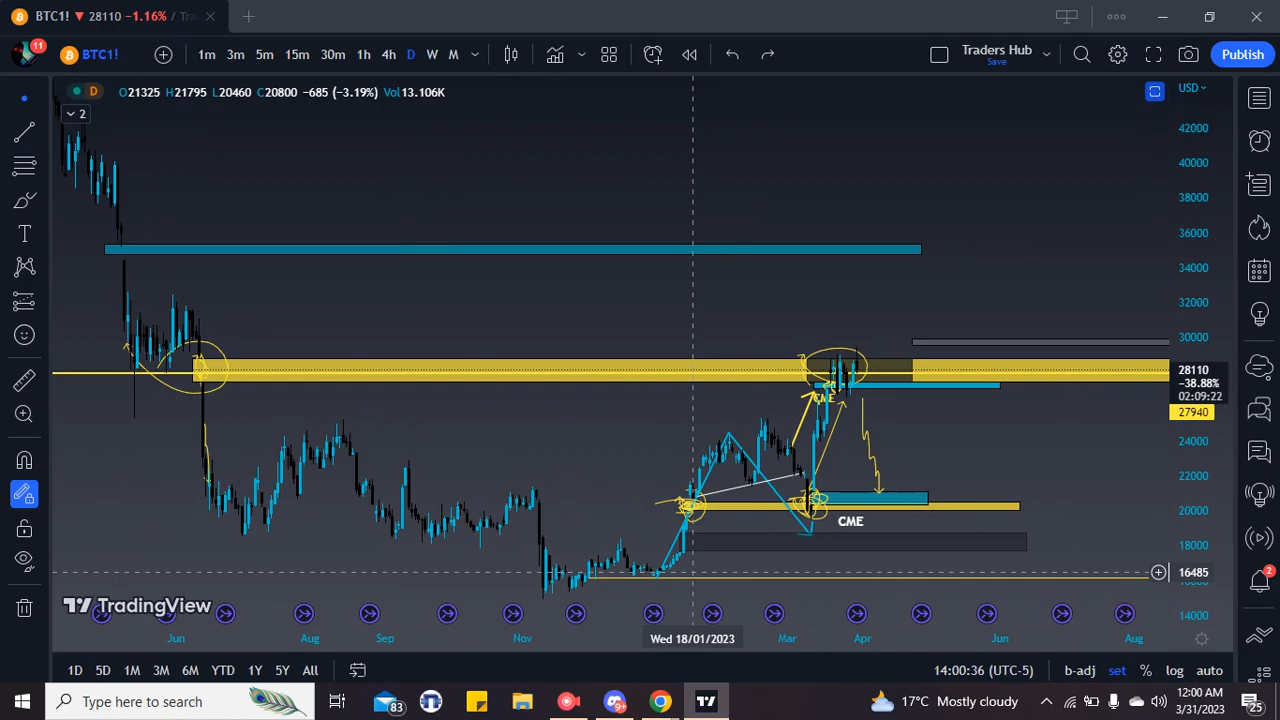 BTC1! ▼ 28110 −1.16% / Tra
11 BTC1! 1m 3m 5m 15m 30m 1h 4h D W M Traders Hub Save Publish
D O21325 H21795 L20460 C20800 −685 (−3.19%) Vol13.106K
2
USD
42000
40000
38000
36000
34000
32000
30000
28110
−38.88%
02:09:22
27940
24000
22000
20000
18000
16485
14000
CME
CME
TradingView
Jun Aug Sep Nov Wed 18/01/2023 Mar Apr Jun Aug
1D 5D 1M 3M 6M YTD 1Y 5Y All 14:00:36 (UTC-5) b-adj set % log auto
2
Type here to search 83 9+ 17°C Mostly cloudy 12:00 AM
3/31/2023 25